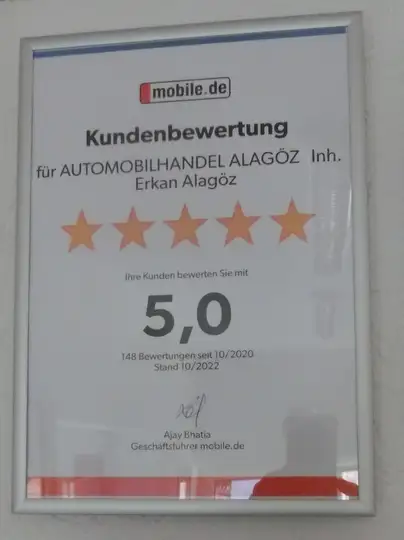 mobile.de
Kundenbewertung
für AUTOMOBILHANDEL ALAGÖZ Inh.
Erkan Alagöz
Ihre Kunden bewerten Sie mit
5,0
148 Bewertungen seit 10/2020
Stand 10/2022
Ajay Bhatia
Geschäftsführer mobile.de